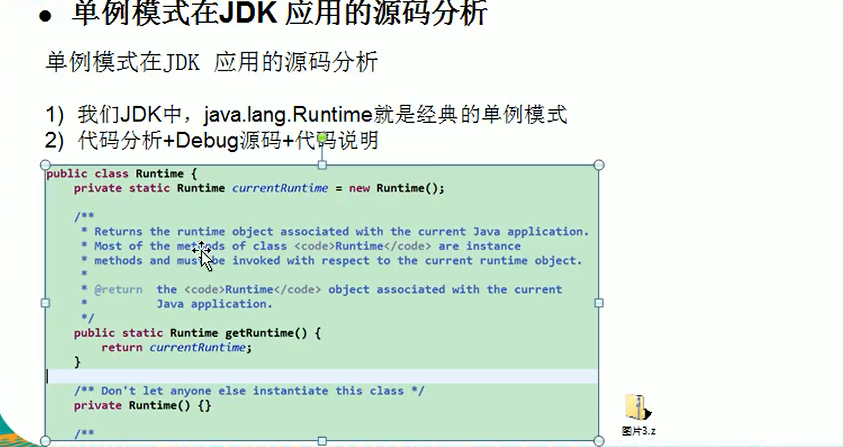 ● 单例模式在JDK 应用的源码分析
单例模式在JDK 应用的源码分析
1) 我们JDK中，java.lang.Runtime就是经典的单例模式
2) 代码分析+Debug源码+代码说明
public class Runtime {
    private static Runtime currentRuntime = new Runtime();
    /**
     * Returns the runtime object associated with the current Java application.
     * Most of the methods of class <code>Runtime</code> are instance
     * methods and must be invoked with respect to the current runtime object.
     *
     * @return  the <code>Runtime</code> object associated with the current
     *          Java application.
     */
    public static Runtime getRuntime() {
        return currentRuntime;
    }
    /** Don't let anyone else instantiate this class */
    private Runtime() {}
    /**
图片3.z